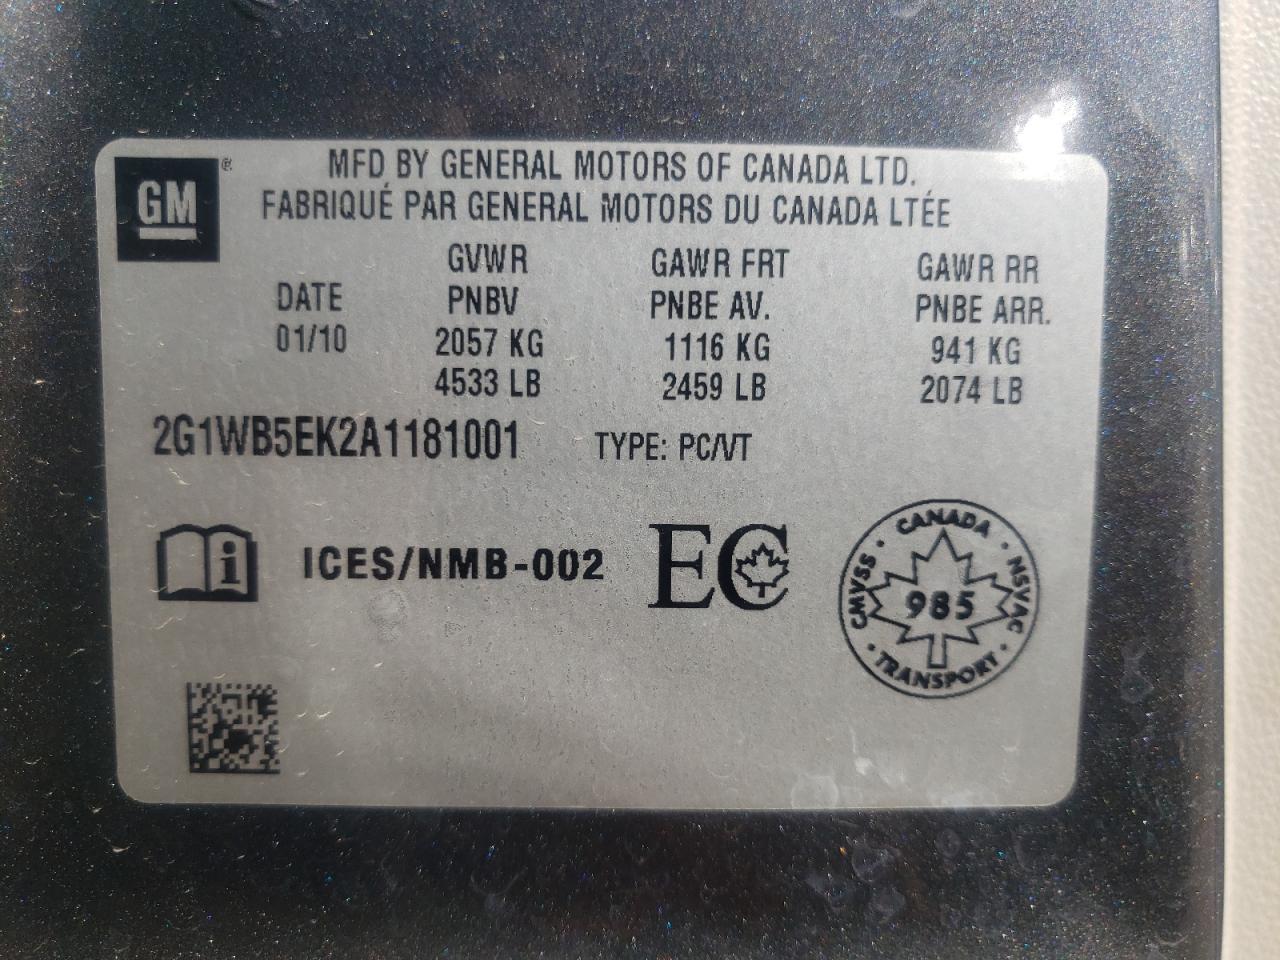 GM
®
MFD BY GENERAL MOTORS OF CANADA LTD.
FABRIQUÉ PAR GENERAL MOTORS DU CANADA LTÉE
GVWR GAWR FRT GAWR RR
DATE PNBV PNBE AV. PNBE ARR.
01/10 2057 KG 1116 KG 941 KG
4533 LB 2459 LB 2074 LB
2G1WB5EK2A1181001 TYPE: PC/VT
i ICES/NMB-002 EC
CANADA
CMVSS · NSVAC
985
TRANSPORT